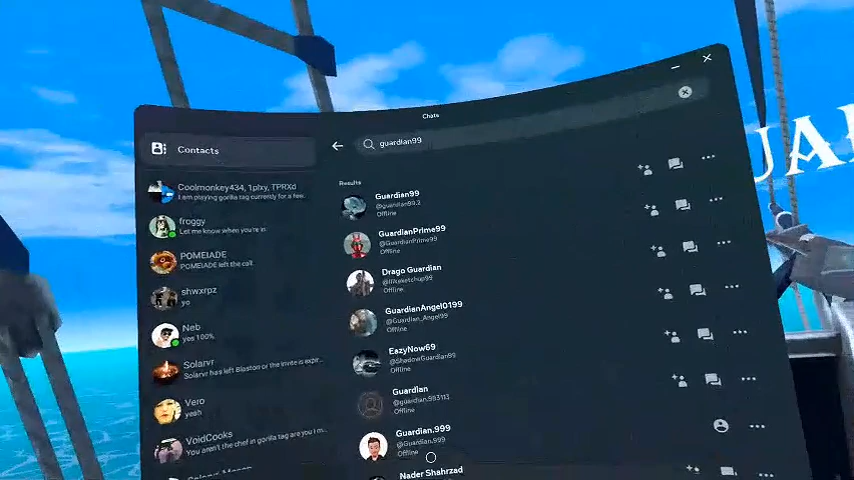 Chats
Contacts
guardian99
Coolmonkey434, 1plxy, TPRXd
I am playing gorilla tag currently for a few..
froggy
Let me know when you're in
POMEIADE
POMEIADE left the call.
shwxrpz
yo
Neb
yes 100%
Solarvr
Solarvr has left Blaston or the invite is expir...
Vero
yeah
VoidCooks
You aren't the chef in gorilla tag are you I m...
Results
Guardian99
Offline
GuardianPrime99
@GuardianPrime99
Offline
Drago Guardian
Offline
GuardianAngel0199
@Guardian_Angel99
Offline
EazyNow69
@ShadowGuardian99
Offline
Guardian
@guardian.993113
Offline
Guardian.999
@Guardian.999
Offline
Nader Shahrzad
UAR